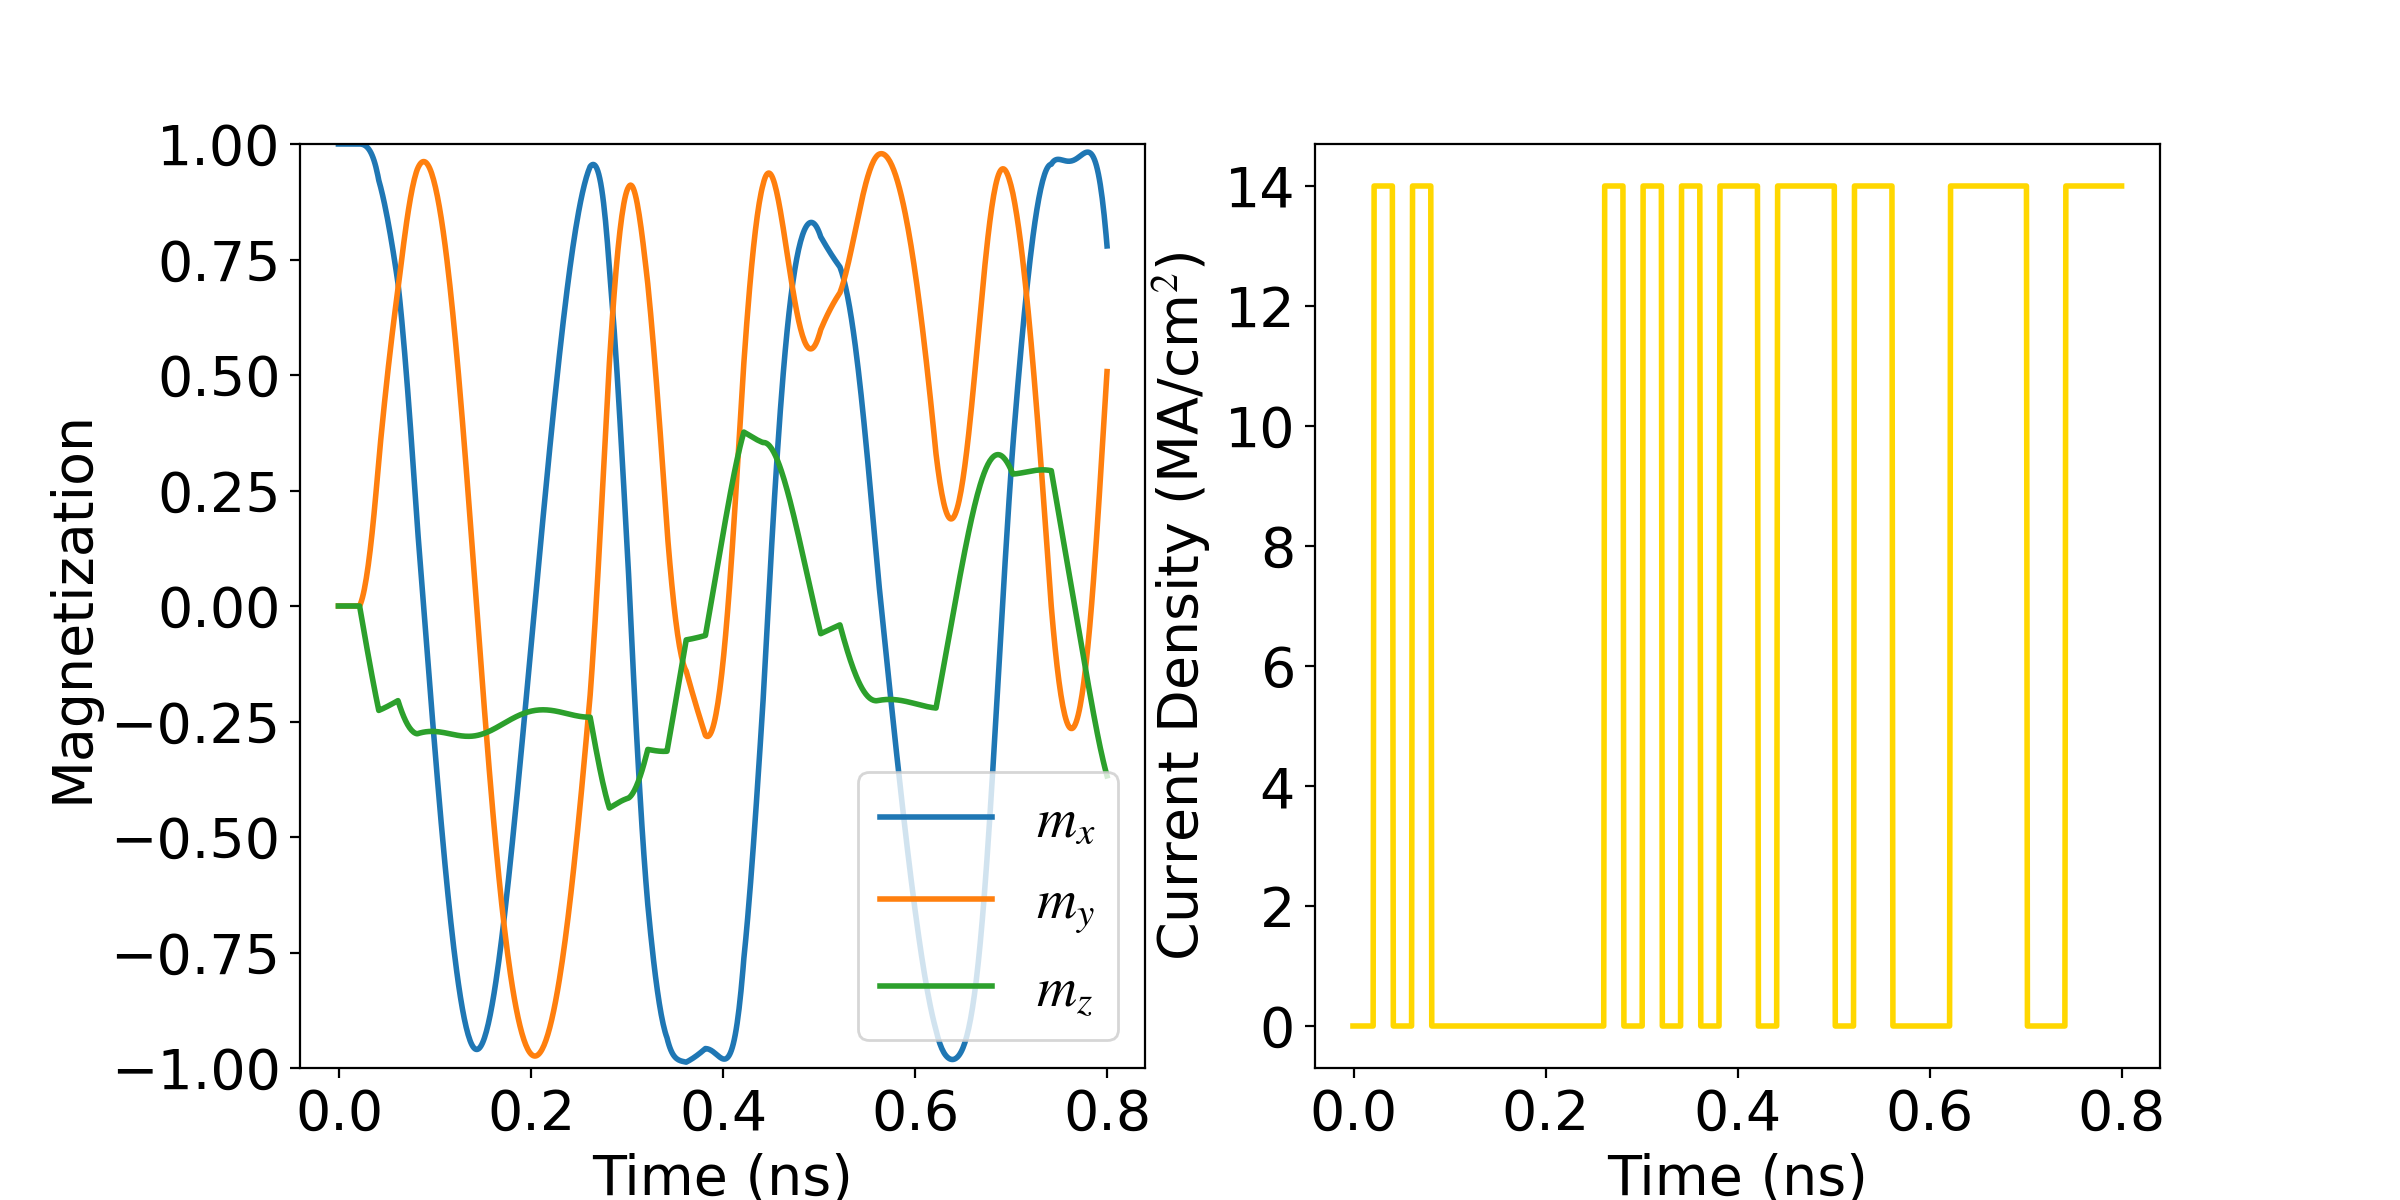 1.00
0.75
0.50
0.25
0.00
−0.25
−0.50
−0.75
−1.00
Magnetization
0.0 0.2 0.4 0.6 0.8
Time (ns)
m_x
m_y
m_z
14
12
10
8
6
4
2
0
Current Density (MA/cm²)
0.0 0.2 0.4 0.6 0.8
Time (ns)